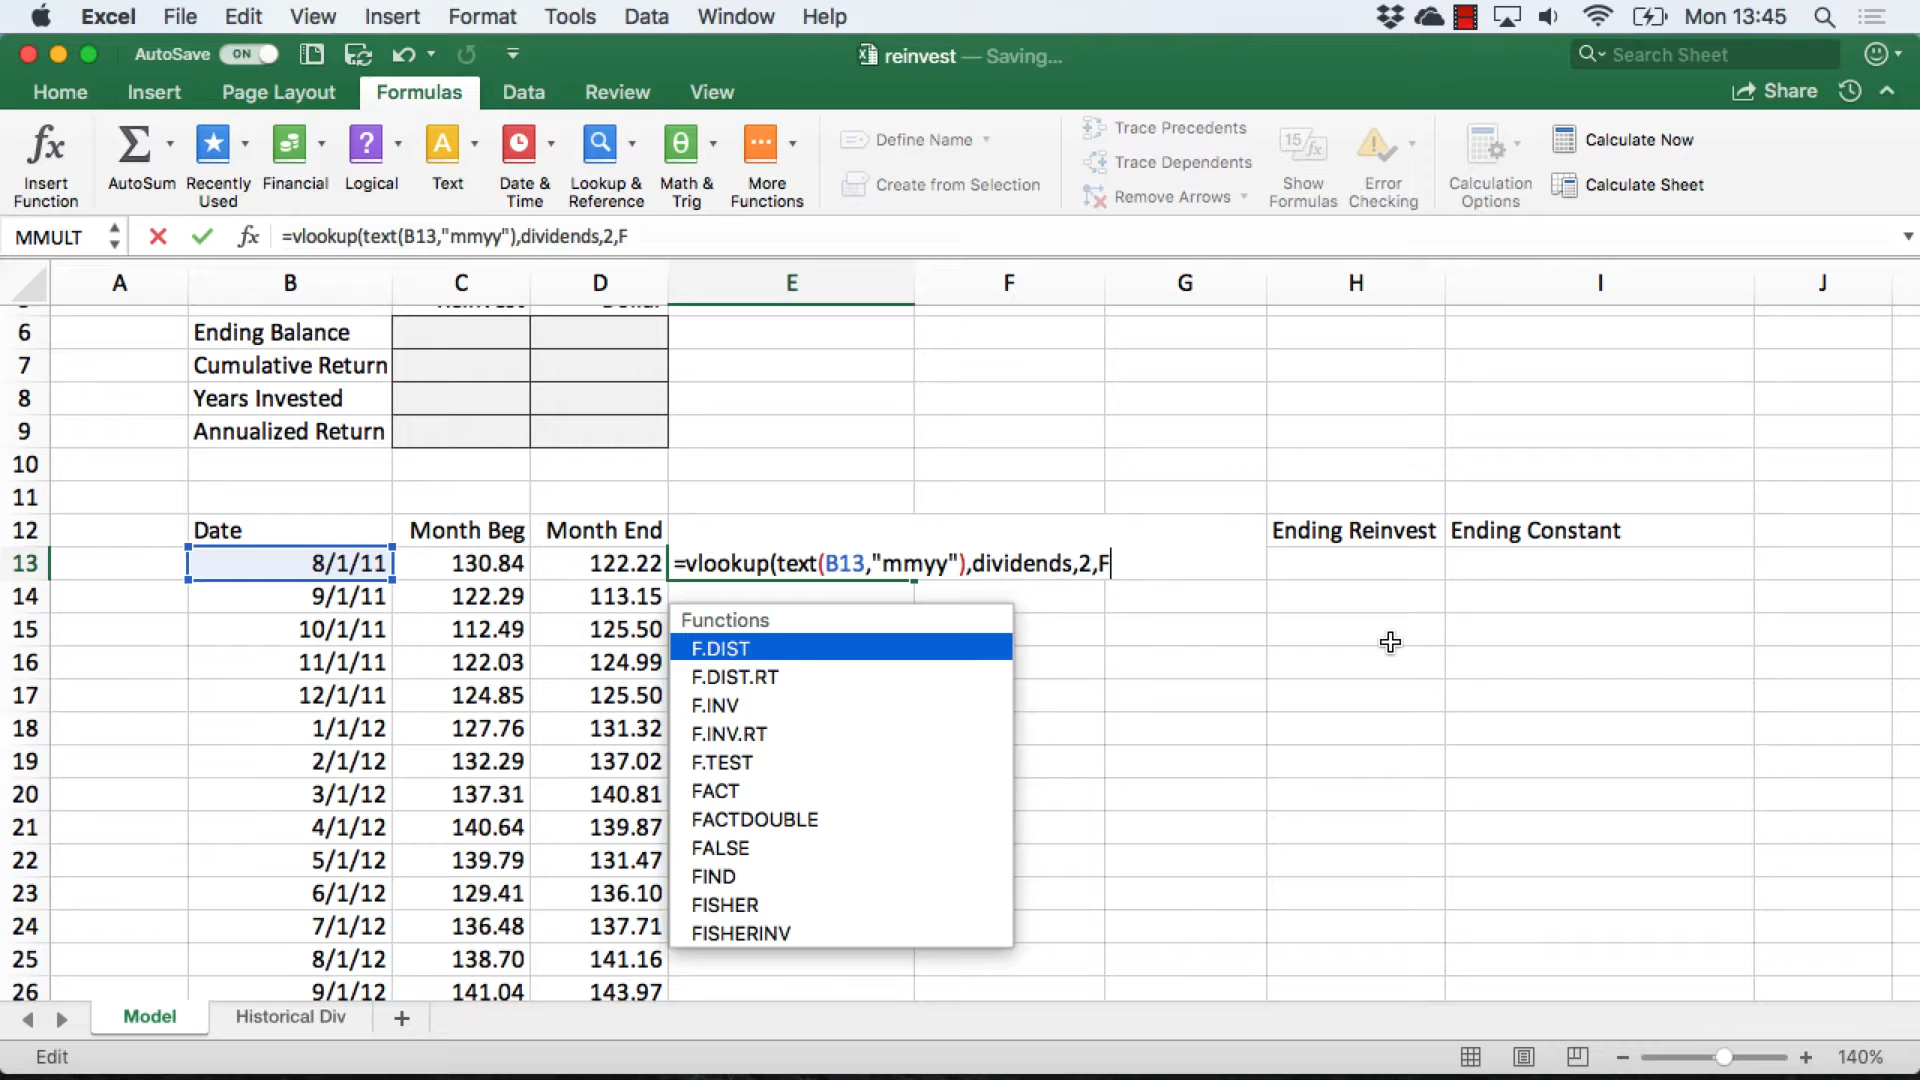 Excel File Edit View Insert Format Tools Data Window Help Mon 13:45
AutoSave ON reinvest — Saving... Search Sheet
Home Insert Page Layout Formulas Data Review View Share
Insert Function
AutoSum
Recently Used
Financial
Logical
Text
Date & Time
Lookup & Reference
Math & Trig
More Functions
Define Name
Create from Selection
Trace Precedents
Trace Dependents
Remove Arrows
Show Formulas
Error Checking
Calculation Options
Calculate Now
Calculate Sheet
MMULT fx =vlookup(text(B13,"mmyy"),dividends,2,F
A B C D E F G H I J
6 Ending Balance
7 Cumulative Return
8 Years Invested
9 Annualized Return
10
11
12 Date Month Beg Month End Ending Reinvest Ending Constant
13 8/1/11 130.84 122.22 =vlookup(text(B13,"mmyy"),dividends,2,F
14 9/1/11 122.29 113.15
15 10/1/11 112.49 125.50
16 11/1/11 122.03 124.99
17 12/1/11 124.85 125.50
18 1/1/12 127.76 131.32
19 2/1/12 132.29 137.02
20 3/1/12 137.31 140.81
21 4/1/12 140.64 139.87
22 5/1/12 139.79 131.47
23 6/1/12 129.41 136.10
24 7/1/12 136.48 137.71
25 8/1/12 138.70 141.16
26 9/1/12 141.04 143.97
Functions
F.DIST
F.DIST.RT
F.INV
F.INV.RT
F.TEST
FACT
FACTDOUBLE
FALSE
FIND
FISHER
FISHERINV
Model Historical Div
Edit 140%